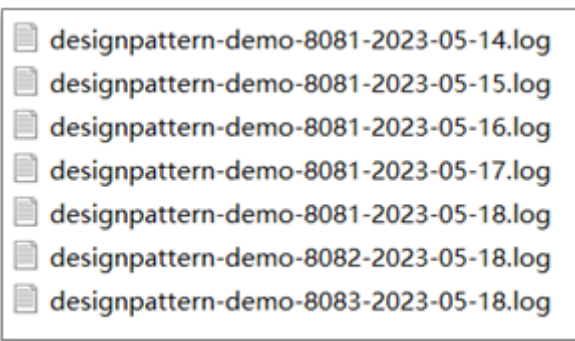 designpattern-demo-8081-2023-05-14.log
designpattern-demo-8081-2023-05-15.log
designpattern-demo-8081-2023-05-16.log
designpattern-demo-8081-2023-05-17.log
designpattern-demo-8081-2023-05-18.log
designpattern-demo-8082-2023-05-18.log
designpattern-demo-8083-2023-05-18.log